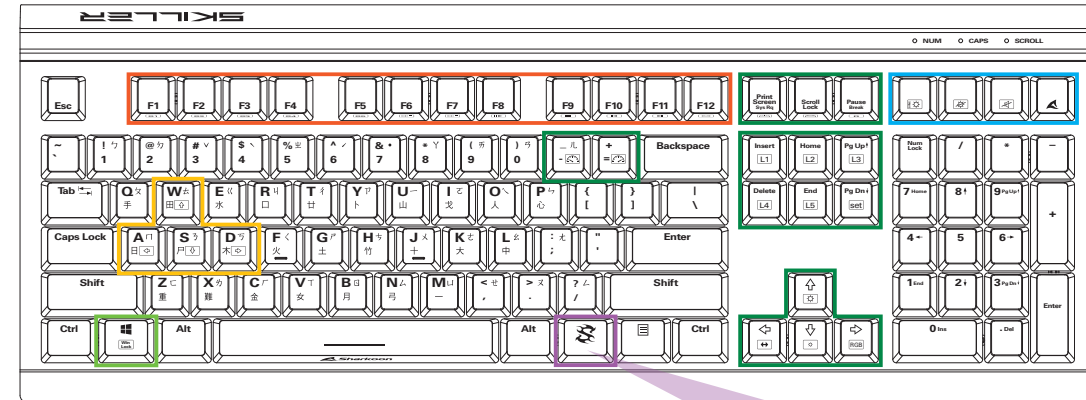 SKILLER
NUM CAPS SCROLL
Esc F1 F2 F3 F4 F5 F6 F7 F8 F9 F10 F11 F12
Print Scroll Pause
Screen Lock Break
Sys Rq
~ ! ㄅ @ ㄉ # ˇ $ ˋ % ㄓ ^ ˊ & ˙ * ㄚ ( ㄞ ) ㄢ _ ㄦ + Backspace
` 1 2 3 4 5 6 7 8 9 0 - =
Insert Home Pg Up↑
L1 L2 L3
Num / * −
Lock
Tab Q ㄆ W ㄊ E ㄍ R ㄐ T ㄔ Y ㄗ U ㄧ I ㄛ O ㄟ P ㄣ { } |
手 田 水 口 廿 卜 山 戈 人 心 [ ] \
Delete End Pg Dn↓
L4 L5 set
7 Home 8↑ 9 Pg Up↑ +
Caps Lock A ㄇ S ㄋ D ㄎ F ㄑ G ㄕ H ㄘ J ㄨ K ㄜ L ㄠ : ㄤ " Enter
日 尸 木 火 土 竹 十 大 中 ; '
4← 5 6→
Shift Z ㄈ X ㄌ C ㄏ V ㄒ B ㄖ N ㄙ M ㄩ < ㄝ > ㄡ ? ㄥ Shift
重 難 金 女 月 弓 一 , . /
1 End 2↓ 3 Pg Dn↓ Enter
Ctrl Win Alt Alt Ctrl
Lock
RGB
0 Ins . Del
Sharkoon